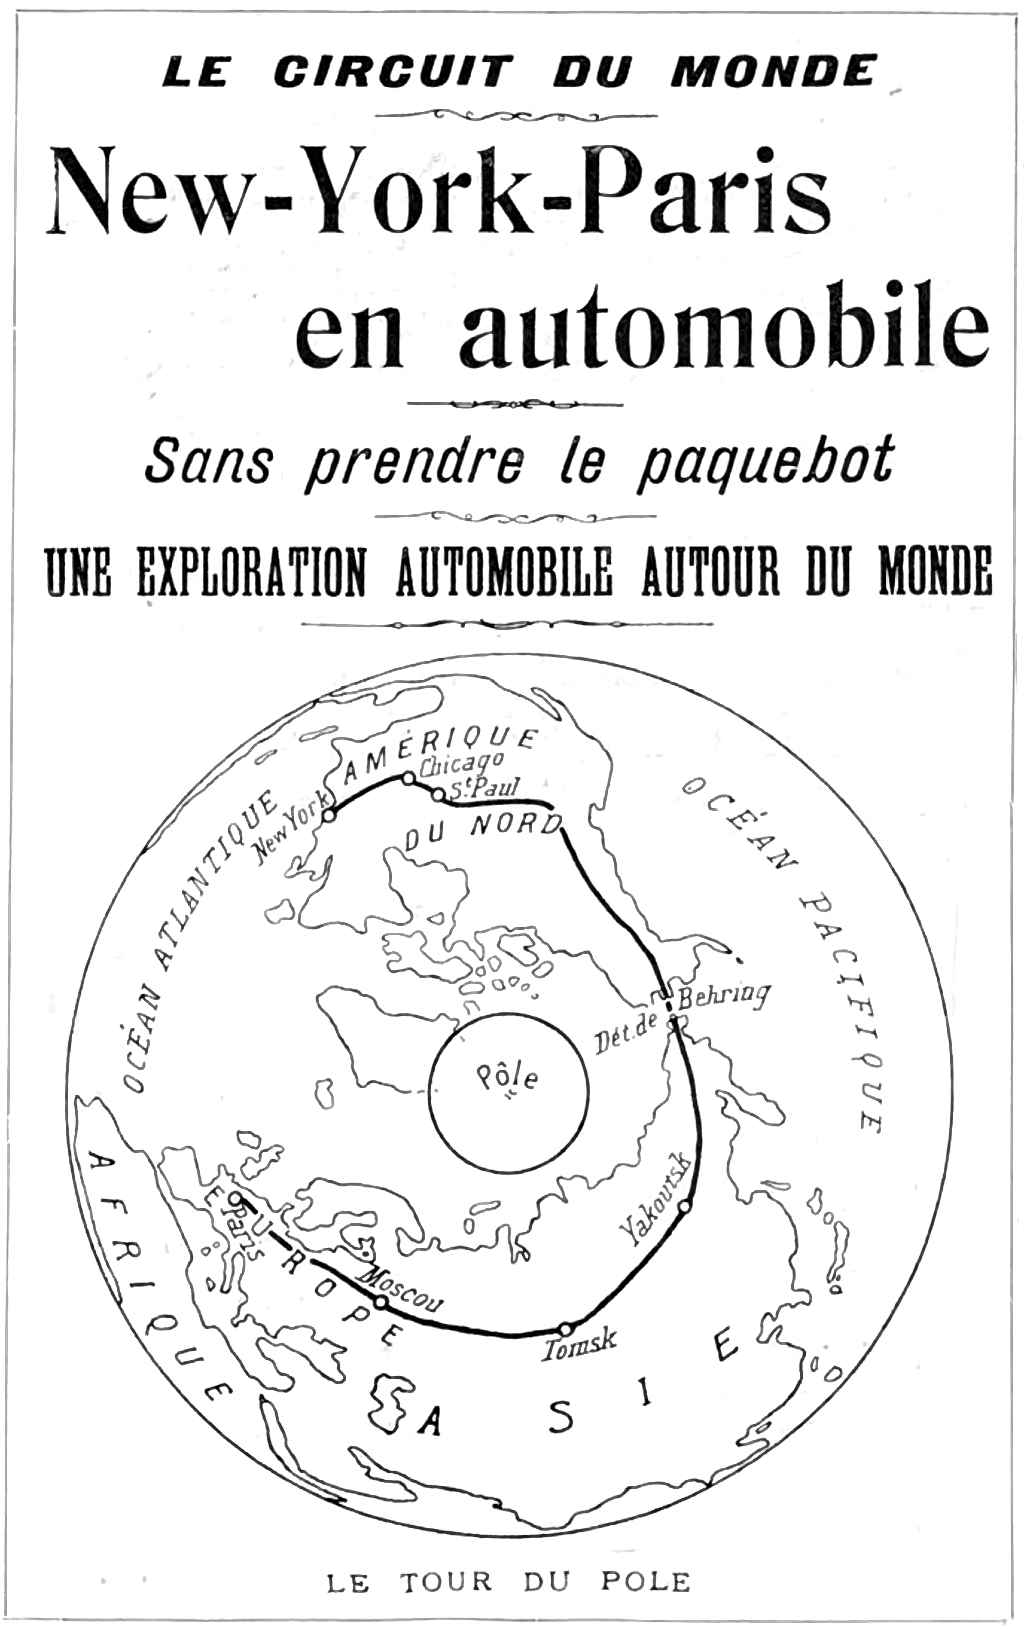 LE CIRCUIT DU MONDE
New-York-Paris
en automobile
Sans prendre le paquebot
UNE EXPLORATION AUTOMOBILE AUTOUR DU MONDE
AMÉRIQUE
Chicago
St. Paul
New York
DU NORD
OCÉAN ATLANTIQUE
OCÉAN PACIFIQUE
Dét. de Behring
Pôle
AFRIQUE
Yakoutsk
Paris
EUROPE
Moscou
Tomsk
ASIE
LE TOUR DU POLE